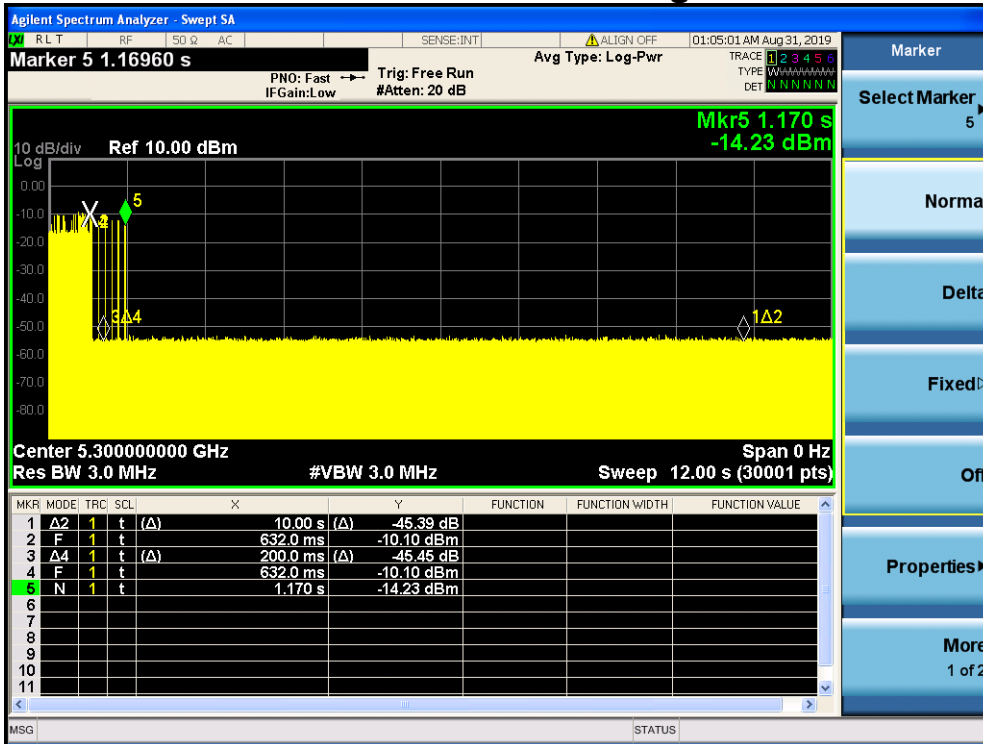 Agilent Spectrum Analyzer - Swept SA
LXI RLT RF 50 Ω AC SENSE:INT ALIGN OFF 01:05:01 AM Aug 31, 2019
Marker 5 1.16960 s
PNO: Fast
IFGain:Low
Trig: Free Run
#Atten: 20 dB
Avg Type: Log-Pwr
TRACE 1 2 3 4 5 6
TYPE
DET N N N N N N
Mkr5 1.170 s
-14.23 dBm
10 dB/div Ref 10.00 dBm
Log
0.00
-10.0
-20.0
-30.0
-40.0
-50.0
-60.0
-70.0
-80.0
5
3Δ4
1Δ2
Center 5.300000000 GHz Span 0 Hz
Res BW 3.0 MHz #VBW 3.0 MHz Sweep 12.00 s (30001 pts)
MKR MODE TRC SCL X Y FUNCTION FUNCTION WIDTH FUNCTION VALUE
1 Δ2 1 t (Δ) 10.00 s (Δ) -45.39 dB
2 F 1 t 632.0 ms -10.10 dBm
3 Δ4 1 t (Δ) 200.0 ms (Δ) -45.45 dB
4 F 1 t 632.0 ms -10.10 dBm
5 N 1 t 1.170 s -14.23 dBm
6
7
8
9
10
11
MSG STATUS
Marker
Select Marker
5
Norma
Delta
Fixed
Off
Properties
More
1 of 2